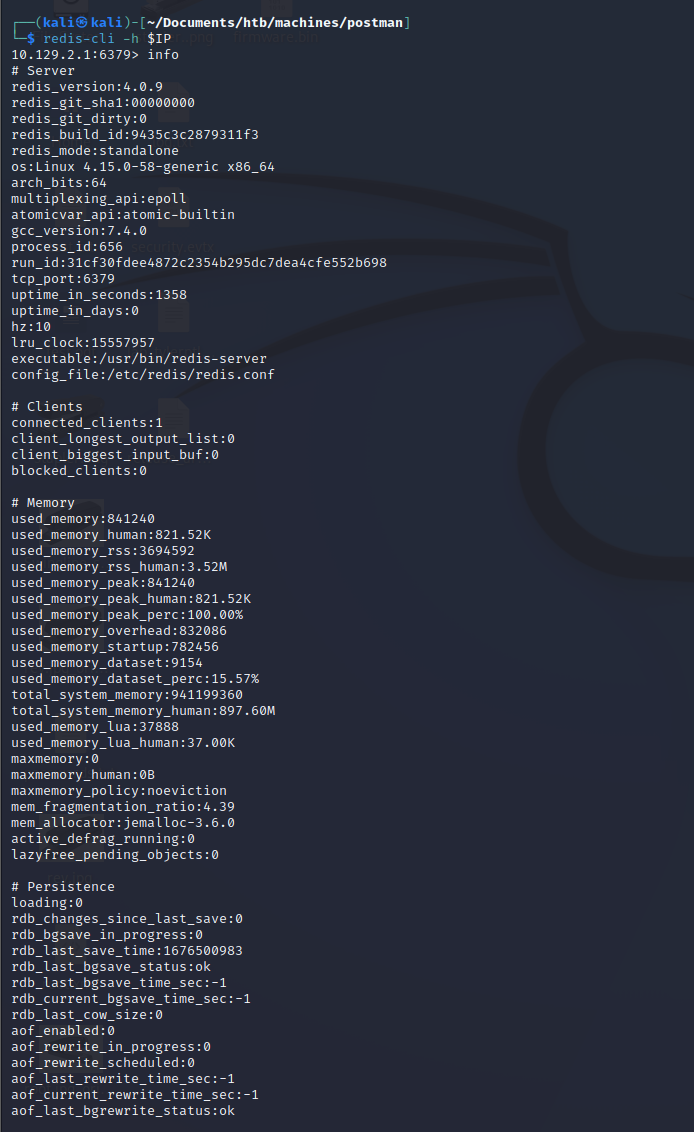 ┌──(kali㉿kali)-[~/Documents/htb/machines/postman]
└─$ redis-cli -h $IP
10.129.2.1:6379> info
# Server
redis_version:4.0.9
redis_git_sha1:00000000
redis_git_dirty:0
redis_build_id:9435c3c2879311f3
redis_mode:standalone
os:Linux 4.15.0-58-generic x86_64
arch_bits:64
multiplexing_api:epoll
atomicvar_api:atomic-builtin
gcc_version:7.4.0
process_id:656
run_id:31cf30fdee4872c2354b295dc7dea4cfe552b698
tcp_port:6379
uptime_in_seconds:1358
uptime_in_days:0
hz:10
lru_clock:15557957
executable:/usr/bin/redis-server
config_file:/etc/redis/redis.conf

# Clients
connected_clients:1
client_longest_output_list:0
client_biggest_input_buf:0
blocked_clients:0

# Memory
used_memory:841240
used_memory_human:821.52K
used_memory_rss:3694592
used_memory_rss_human:3.52M
used_memory_peak:841240
used_memory_peak_human:821.52K
used_memory_peak_perc:100.00%
used_memory_overhead:832086
used_memory_startup:782456
used_memory_dataset:9154
used_memory_dataset_perc:15.57%
total_system_memory:941199360
total_system_memory_human:897.60M
used_memory_lua:37888
used_memory_lua_human:37.00K
maxmemory:0
maxmemory_human:0B
maxmemory_policy:noeviction
mem_fragmentation_ratio:4.39
mem_allocator:jemalloc-3.6.0
active_defrag_running:0
lazyfree_pending_objects:0

# Persistence
loading:0
rdb_changes_since_last_save:0
rdb_bgsave_in_progress:0
rdb_last_save_time:1676500983
rdb_last_bgsave_status:ok
rdb_last_bgsave_time_sec:-1
rdb_current_bgsave_time_sec:-1
rdb_last_cow_size:0
aof_enabled:0
aof_rewrite_in_progress:0
aof_rewrite_scheduled:0
aof_last_rewrite_time_sec:-1
aof_current_rewrite_time_sec:-1
aof_last_bgrewrite_status:ok